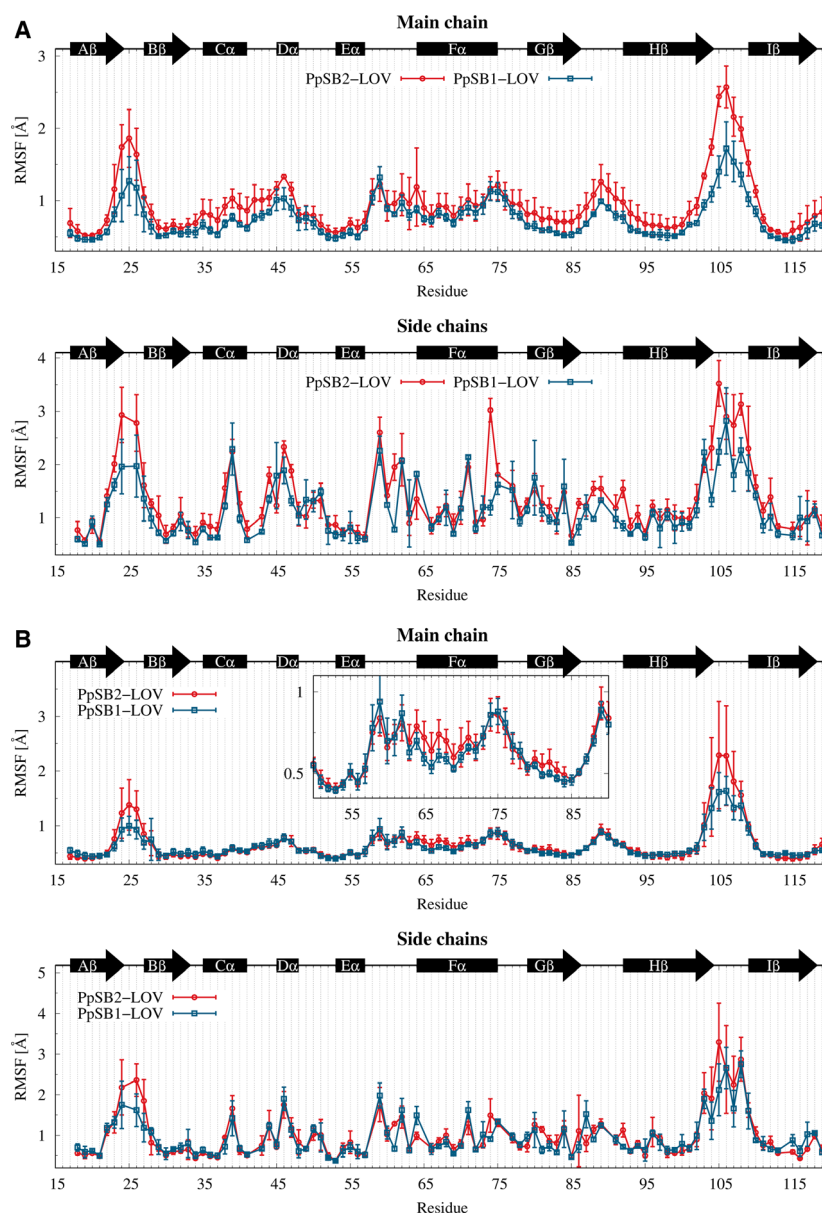 A
Main chain
Aβ Bβ Cα Dα Eα Fα Gβ Hβ Iβ
3
PpSB2−LOV PpSB1−LOV
2
RMSF [Å]
1
15 25 35 45 55 65 75 85 95 105 115
Residue
Side chains
Aβ Bβ Cα Dα Eα Fα Gβ Hβ Iβ
4
PpSB2−LOV PpSB1−LOV
3
RMSF [Å]
2
1
15 25 35 45 55 65 75 85 95 105 115
Residue
B
Main chain
Aβ Bβ Cα Dα Eα Fα Gβ Hβ Iβ
PpSB2−LOV
PpSB1−LOV
1
3
RMSF [Å]
2
0.5
55 65 75 85
1
15 25 35 45 55 65 75 85 95 105 115
Residue
Side chains
Aβ Bβ Cα Dα Eα Fα Gβ Hβ Iβ
5
PpSB2−LOV
PpSB1−LOV
4
3
RMSF [Å]
2
1
15 25 35 45 55 65 75 85 95 105 115
Residue